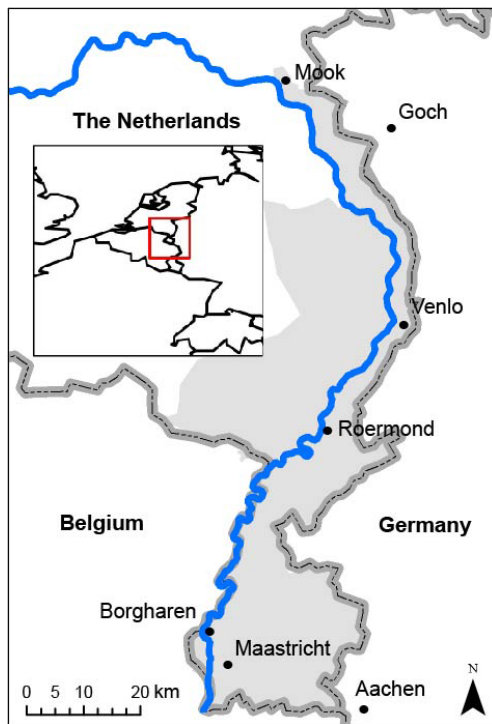 Mook
Goch
The Netherlands
Venlo
Roermond
Belgium
Germany
Borgharen
Maastricht
Aachen
N
0 5 10 20 km